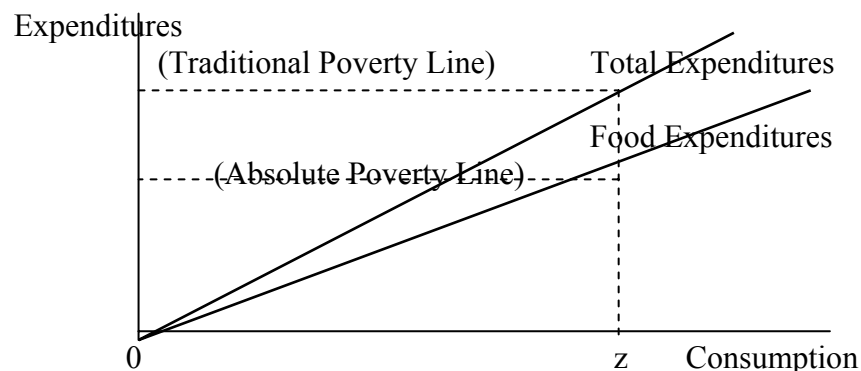 Expenditures
(Traditional Poverty Line) Total Expenditures
Food Expenditures
(Absolute Poverty Line)
0 z Consumption